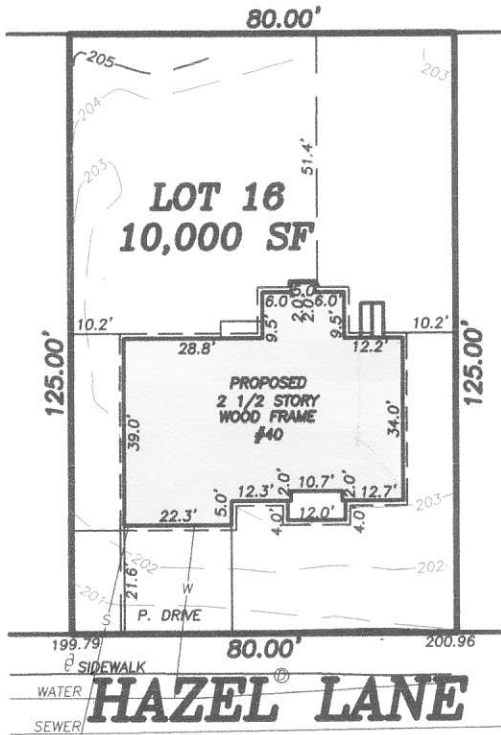 80.00'
205
203
204
203
51.4'
LOT 16
10,000 SF
5.0'
6.0' 6.0'
2.0' 2.0'
9.5' 9.5'
10.2' 10.2'
28.8' 12.2'
125.00' 125.00'
PROPOSED
2 1/2 STORY
WOOD FRAME
#40
39.0' 34.0'
10.7'
12.3' 2.0' 2.0' 12.7'
203
5.0'
22.3' 4.0' 12.0' 4.0'
202 202
21.6'
201
W
S
P. DRIVE
199.79 80.00' 200.96
SIDEWALK
WATER
HAZEL LANE
SEWER